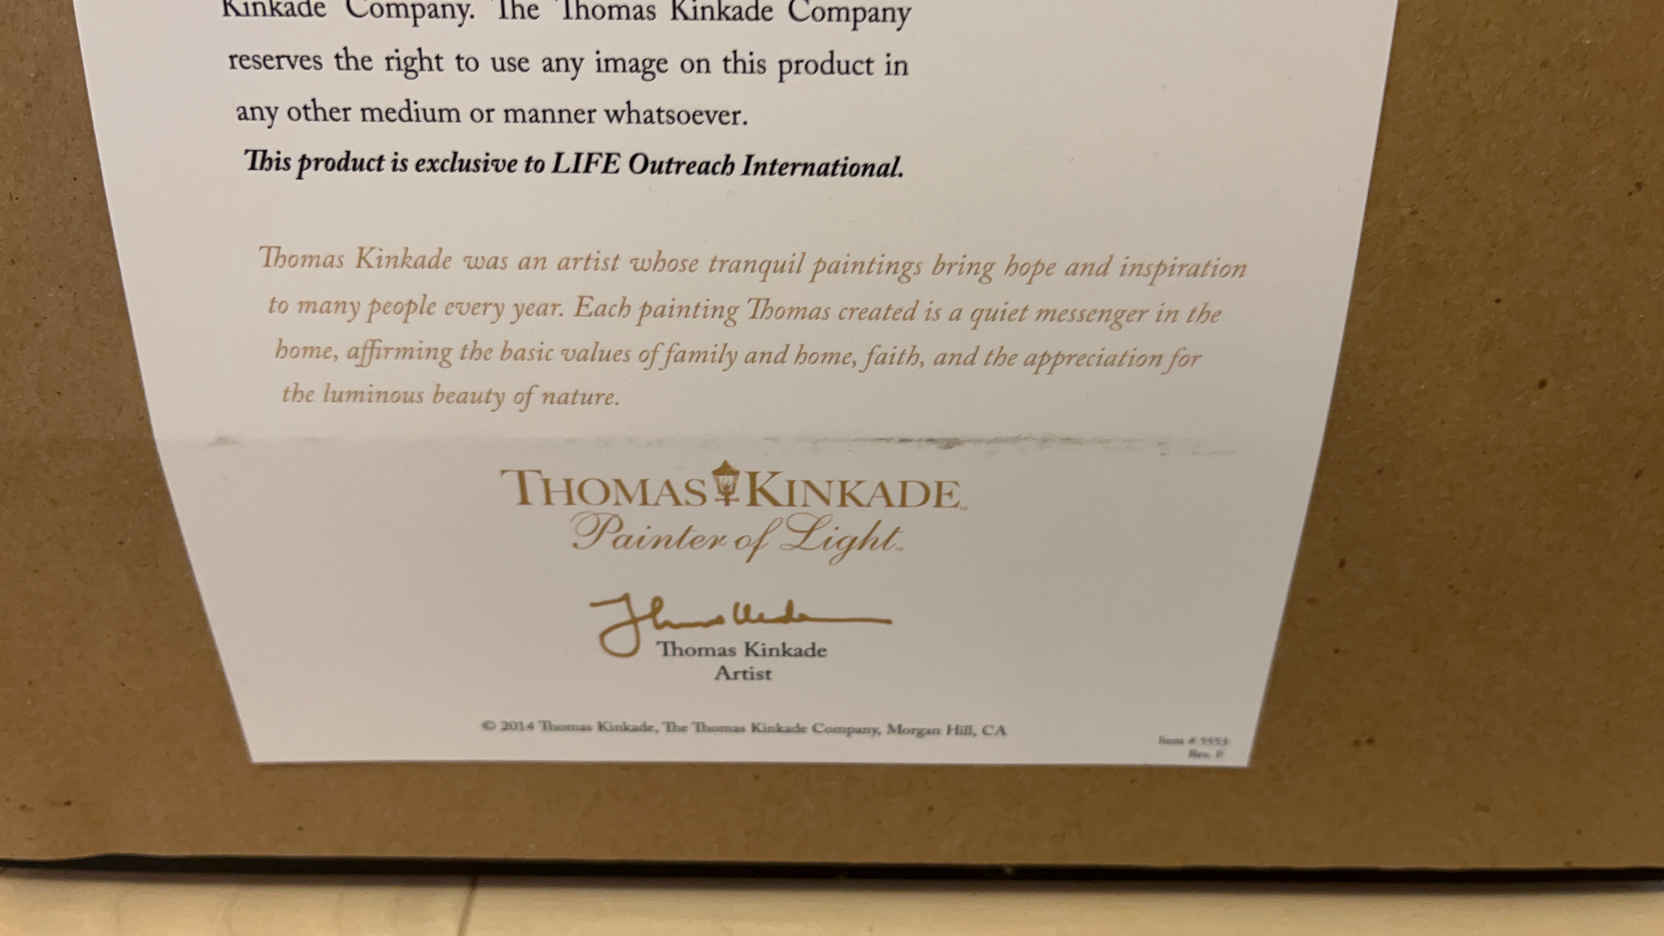 Kinkade Company. The Thomas Kinkade Company
reserves the right to use any image on this product in
any other medium or manner whatsoever.
This product is exclusive to LIFE Outreach International.
Thomas Kinkade was an artist whose tranquil paintings bring hope and inspiration
to many people every year. Each painting Thomas created is a quiet messenger in the
home, affirming the basic values of family and home, faith, and the appreciation for
the luminous beauty of nature.
THOMAS KINKADE
Painter of Light™
Thomas Kinkade
Artist
© 2014 Thomas Kinkade, The Thomas Kinkade Company, Morgan Hill, CA
Item #
Rev.